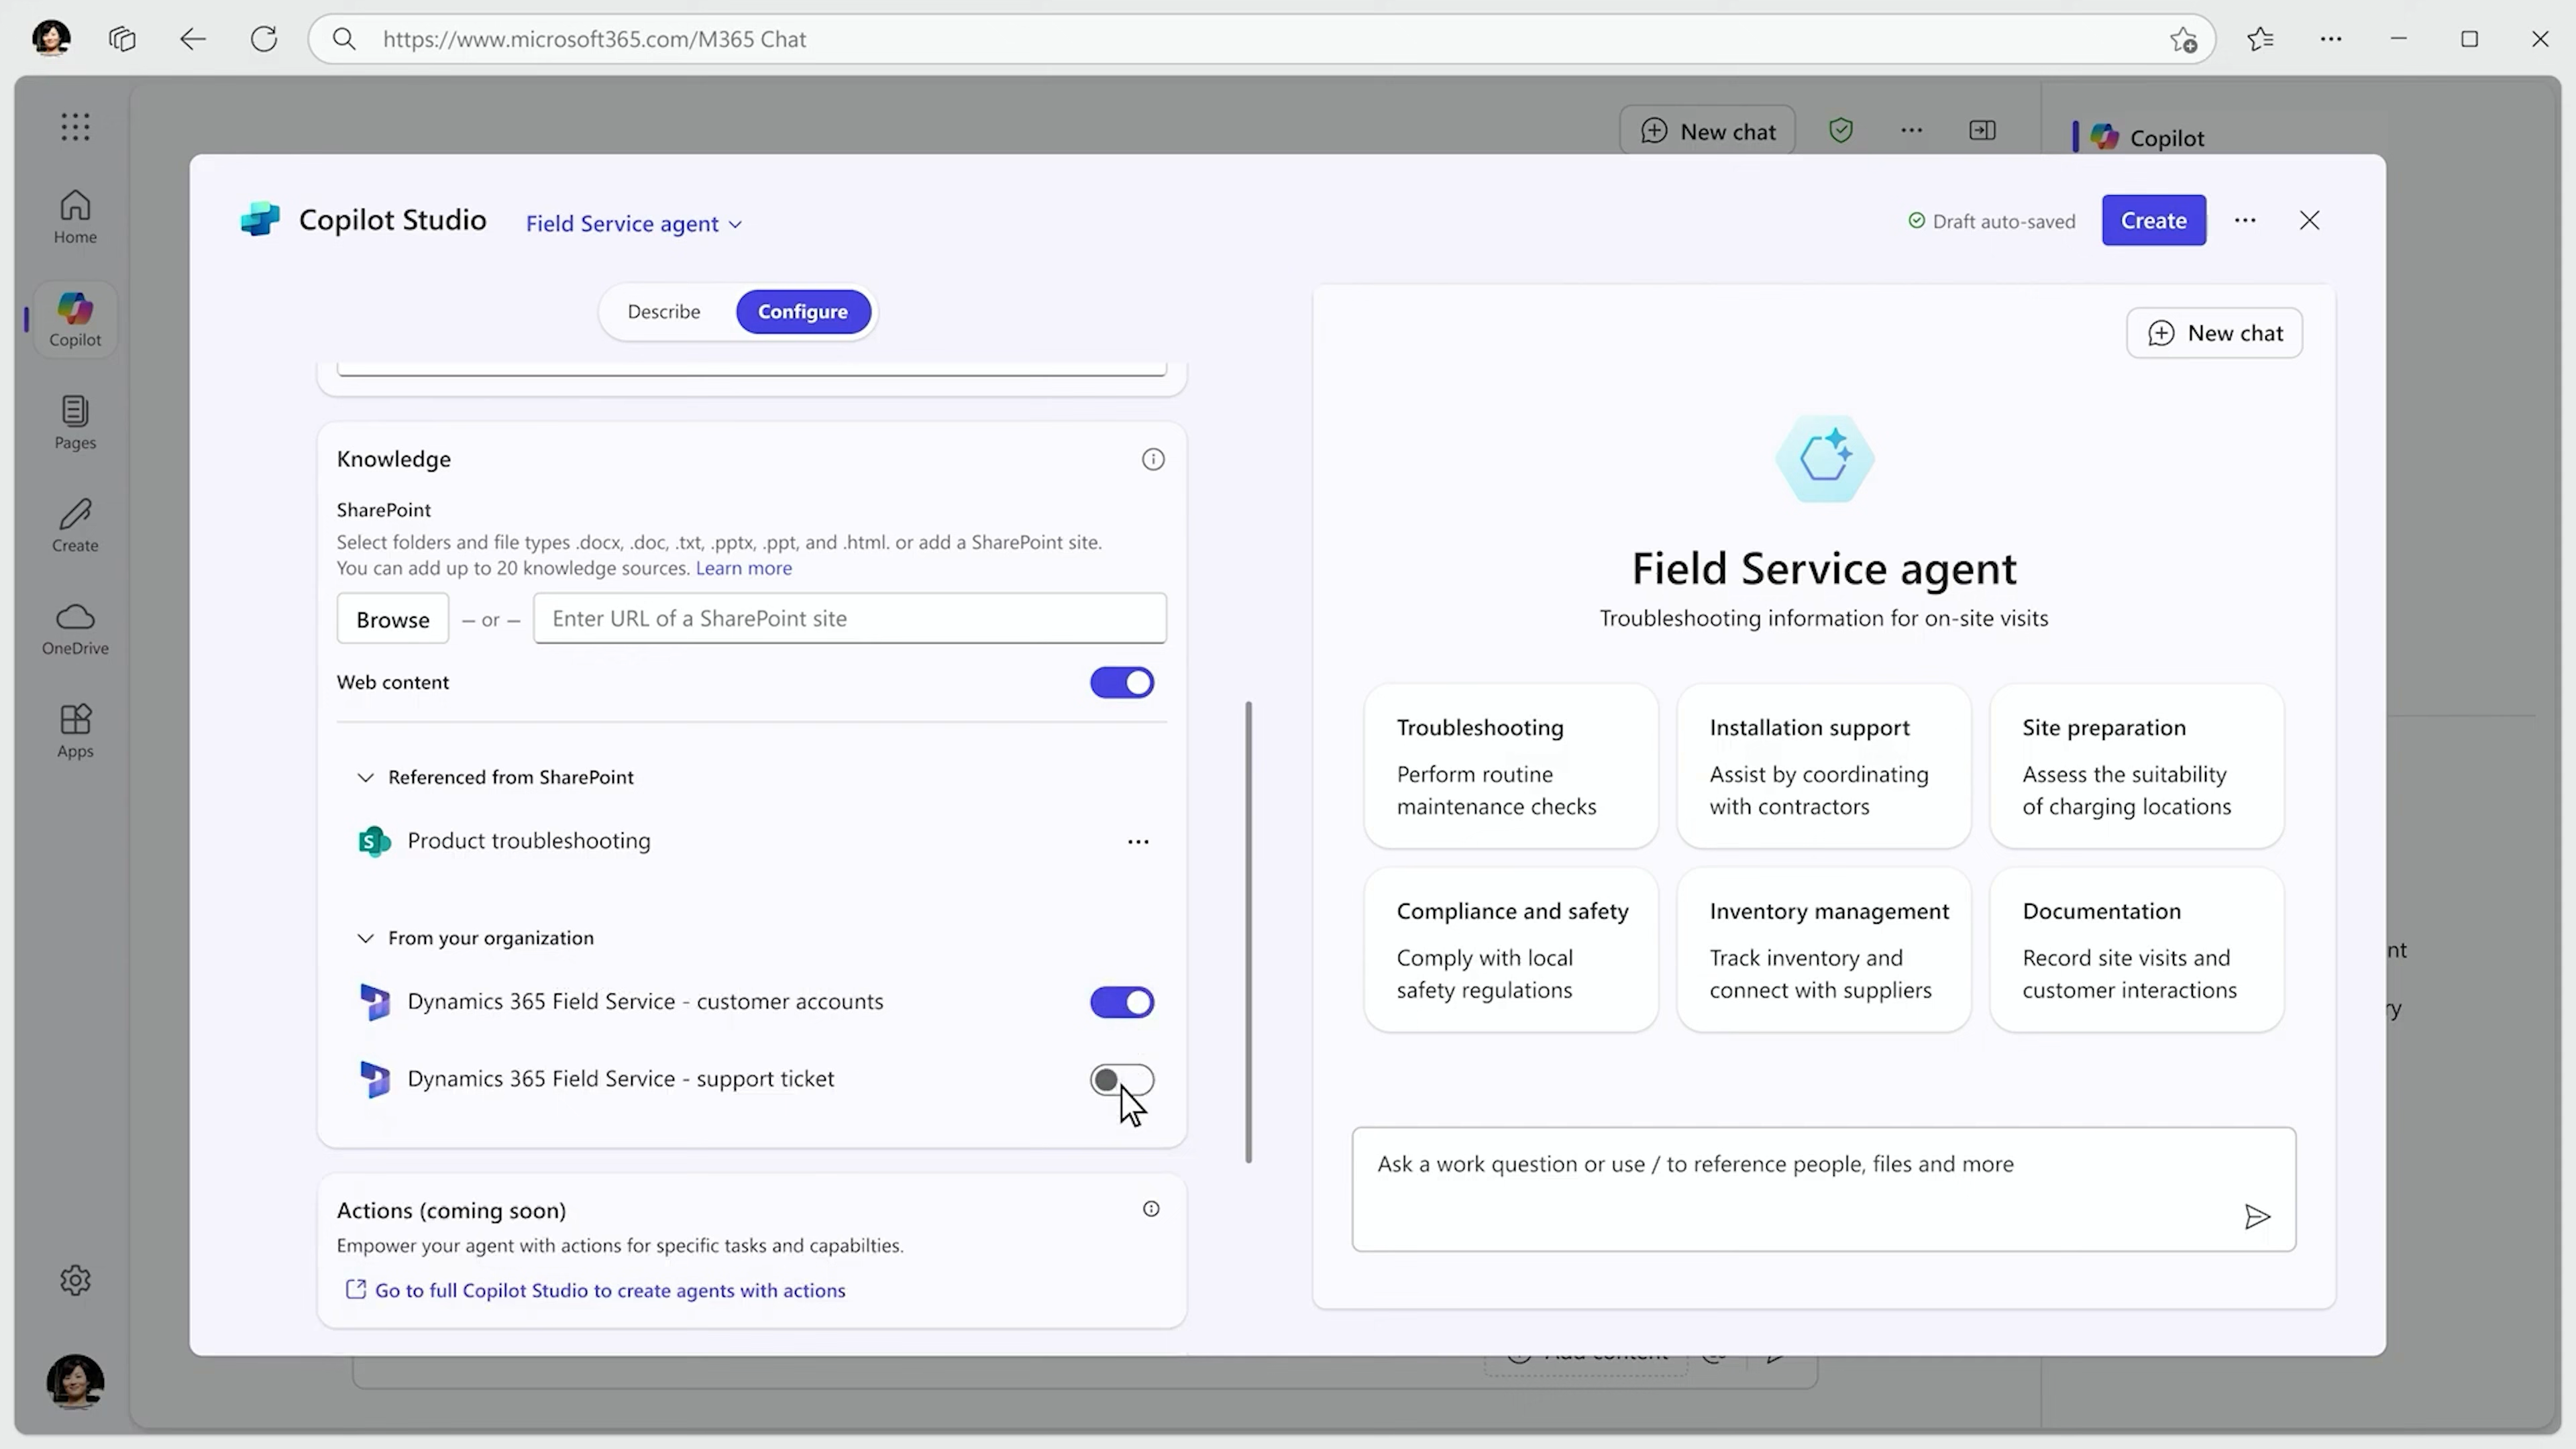 https://www.microsoft365.com/M365 Chat
New chat
Copilot
Home
Copilot
Pages
Create
OneDrive
Apps
Copilot Studio
Field Service agent
Draft auto-saved
Create
Describe
Configure
Knowledge
SharePoint
Select folders and file types .docx, .doc, .txt, .pptx, .ppt, and .html. or add a SharePoint site.
You can add up to 20 knowledge sources. Learn more
Browse
– or –
Enter URL of a SharePoint site
Web content
Referenced from SharePoint
Product troubleshooting
From your organization
Dynamics 365 Field Service - customer accounts
Dynamics 365 Field Service - support ticket
Actions (coming soon)
Empower your agent with actions for specific tasks and capabilties.
Go to full Copilot Studio to create agents with actions
New chat
Field Service agent
Troubleshooting information for on-site visits
Troubleshooting
Perform routine
maintenance checks
Installation support
Assist by coordinating
with contractors
Site preparation
Assess the suitability
of charging locations
Compliance and safety
Comply with local
safety regulations
Inventory management
Track inventory and
connect with suppliers
Documentation
Record site visits and
customer interactions
Ask a work question or use / to reference people, files and more
nt
ry
Add content